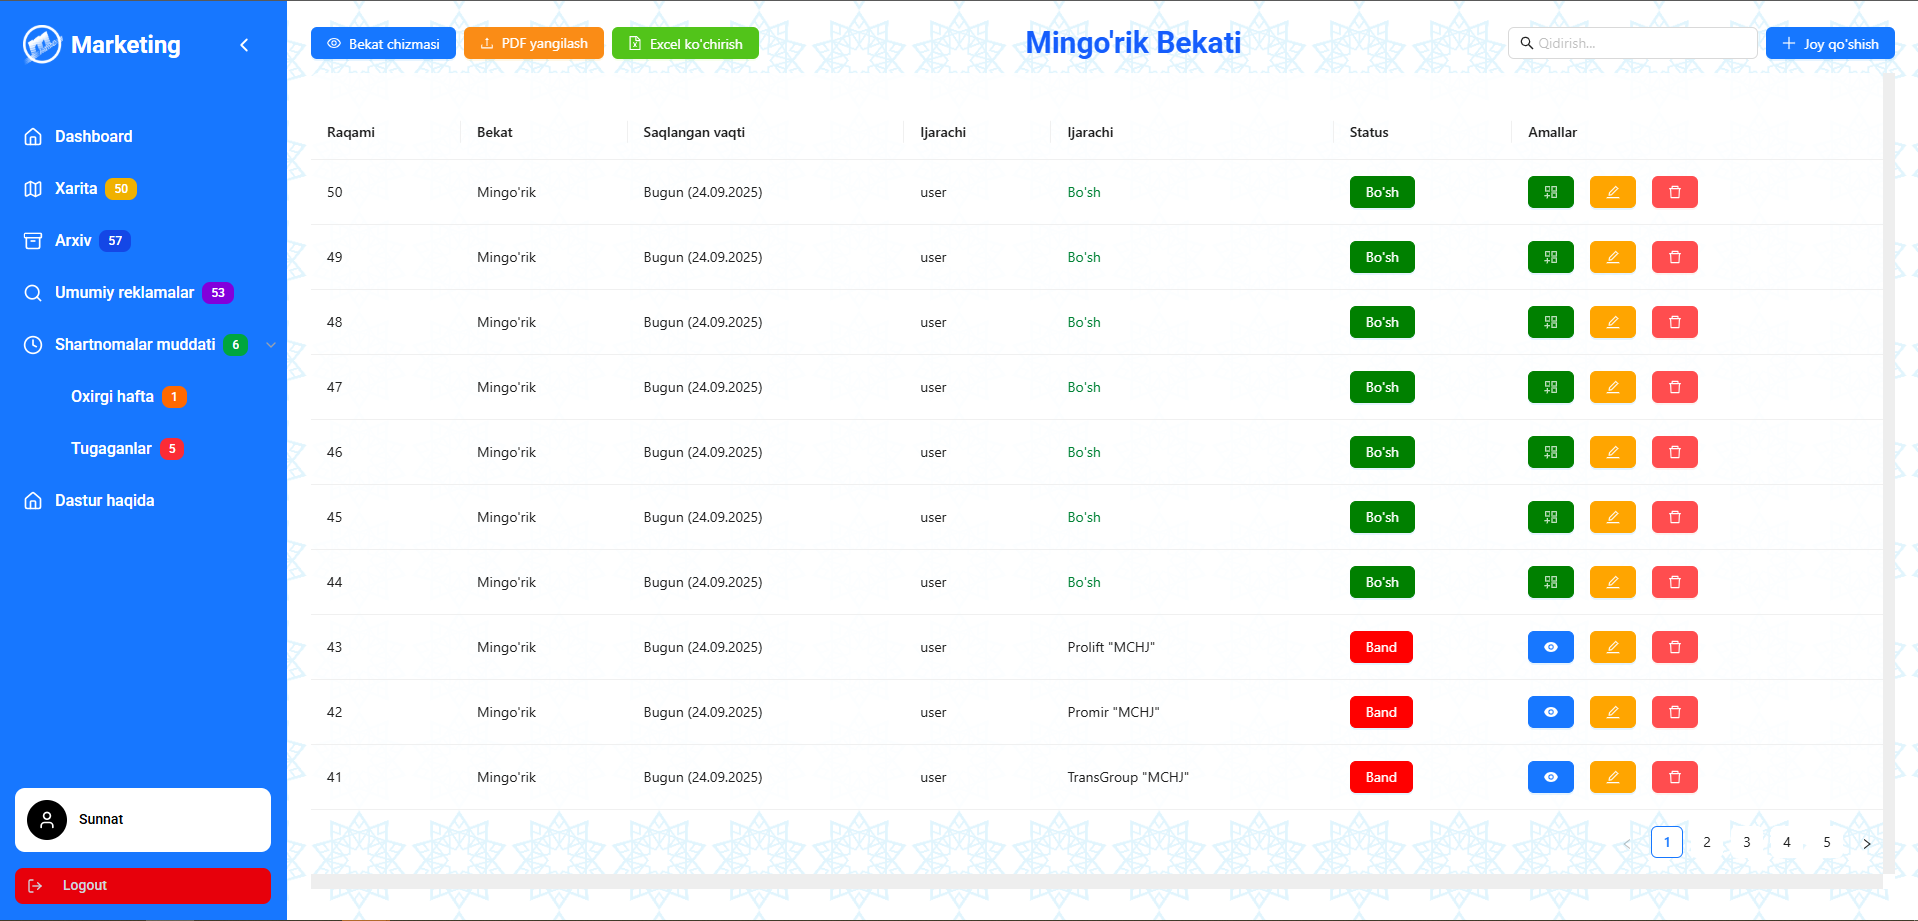 Marketing
Dashboard
Xarita 50
Arxiv 57
Umumiy reklamalar 53
Shartnomalar muddati 6
Oxirgi hafta 1
Tugaganlar 5
Dastur haqida
Sunnat
Logout
Bekat chizmasi PDF yangilash Excel ko'chirish Mingo'rik Bekati Qidirish... Joy qo'shish
Raqami Bekat Saqlangan vaqti Ijarachi Ijarachi Status Amallar
50 Mingo'rik Bugun (24.09.2025) user Bo'sh Bo'sh
49 Mingo'rik Bugun (24.09.2025) user Bo'sh Bo'sh
48 Mingo'rik Bugun (24.09.2025) user Bo'sh Bo'sh
47 Mingo'rik Bugun (24.09.2025) user Bo'sh Bo'sh
46 Mingo'rik Bugun (24.09.2025) user Bo'sh Bo'sh
45 Mingo'rik Bugun (24.09.2025) user Bo'sh Bo'sh
44 Mingo'rik Bugun (24.09.2025) user Bo'sh Bo'sh
43 Mingo'rik Bugun (24.09.2025) user Prolift "MCHJ" Band
42 Mingo'rik Bugun (24.09.2025) user Promir "MCHJ" Band
41 Mingo'rik Bugun (24.09.2025) user TransGroup "MCHJ" Band
1 2 3 4 5